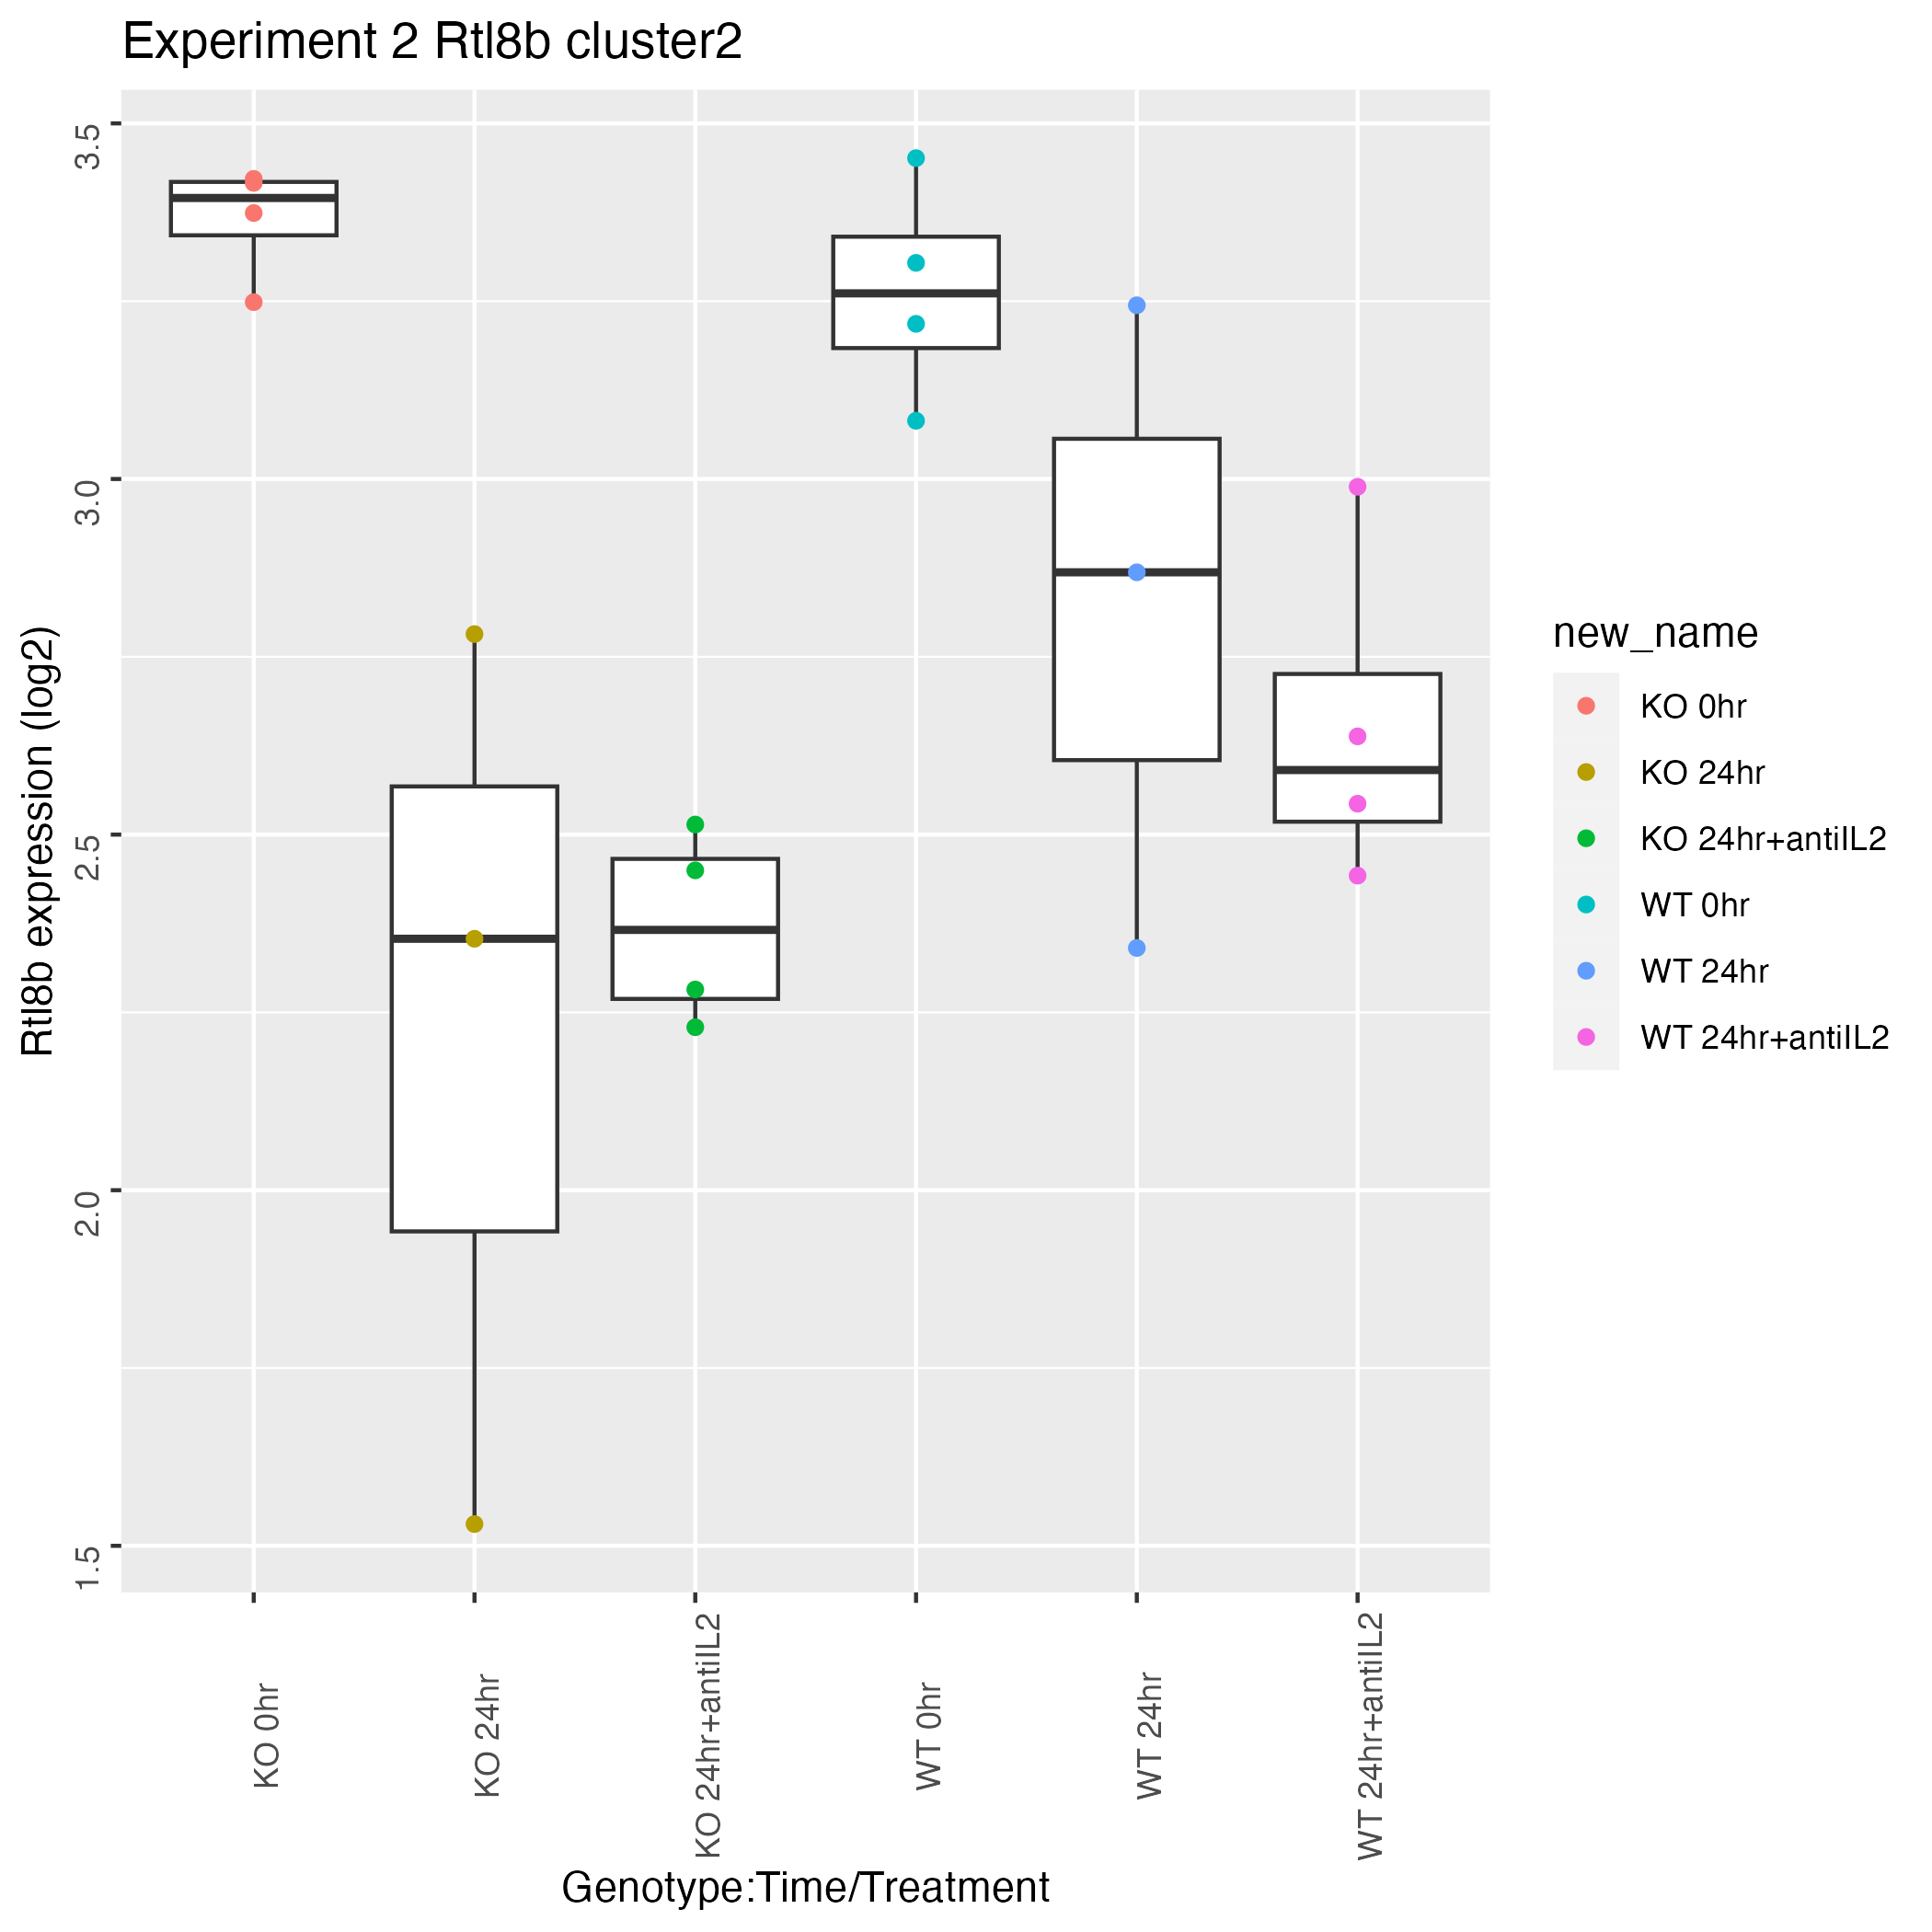 Experiment 2 Rtl8b cluster2
Rtl8b expression (log2)
3.5
3.0
2.5
2.0
1.5
KO 0hr
KO 24hr
KO 24hr+antiIL2
WT 0hr
WT 24hr
WT 24hr+antiIL2
Genotype:Time/Treatment
new_name
KO 0hr
KO 24hr
KO 24hr+antiIL2
WT 0hr
WT 24hr
WT 24hr+antiIL2